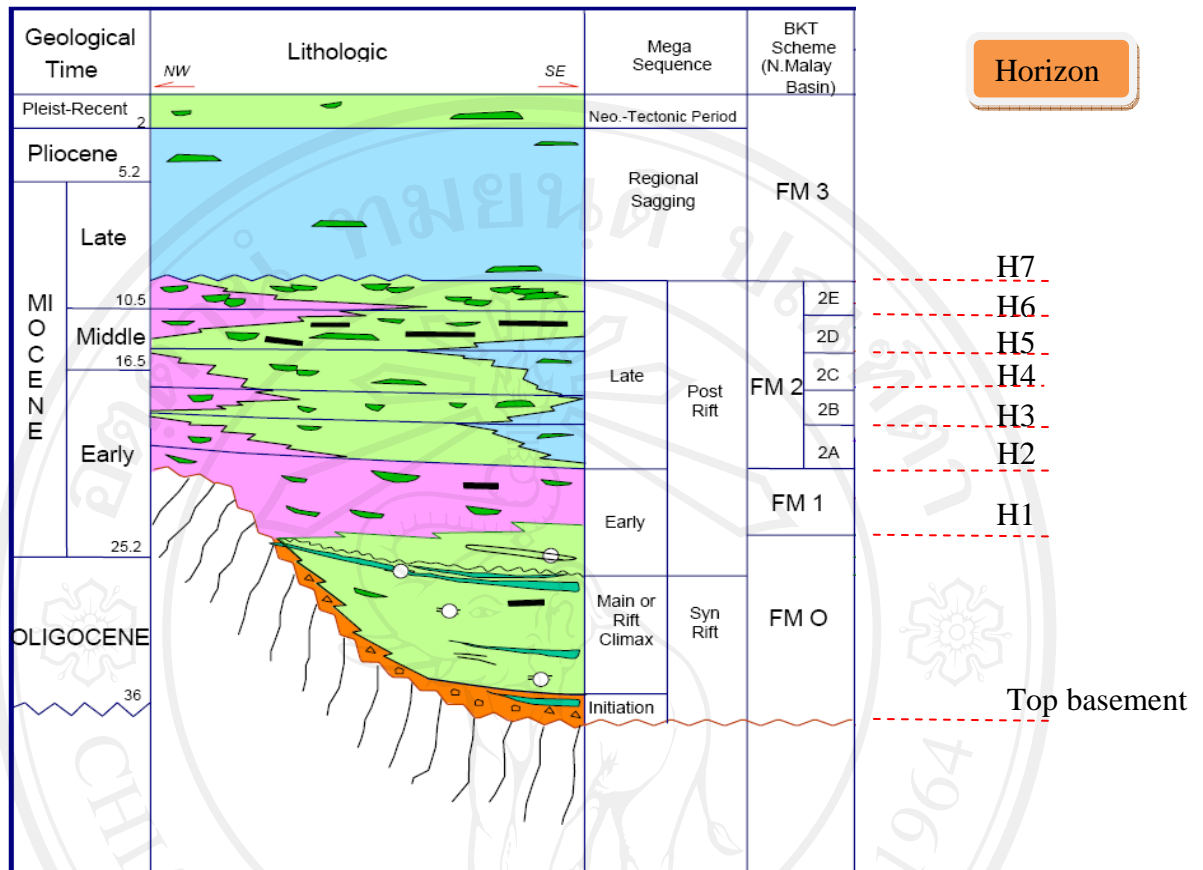 Geological
Time
Lithologic
NW
SE
Mega
Sequence
BKT
Scheme
(N.Malay
Basin)
Horizon
Pleist-Recent
2
Neo.-Tectonic Period
Pliocene
5.2
Regional
Sagging
FM 3
MI
O
C
E
N
E
Late
10.5
Middle
16.5
Early
25.2
Late
Post
Rift
FM 2
2E
2D
2C
2B
2A
H7
H6
H5
H4
H3
H2
Early
FM 1
H1
OLIGOCENE
36
Main or
Rift
Climax
Syn
Rift
FM O
Initiation
Top basement
1964